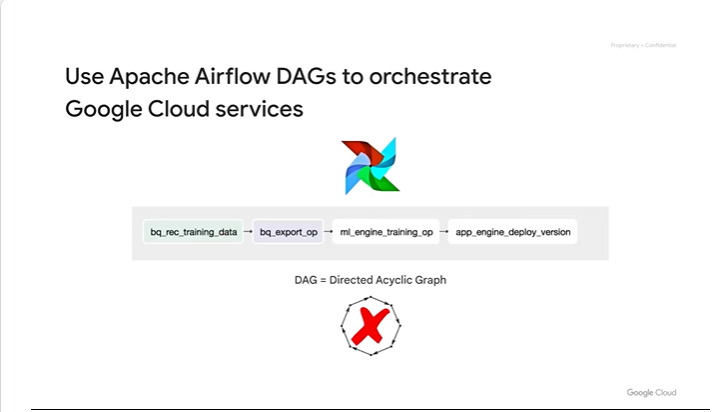 Proprietary + Confidential
Use Apache Airflow DAGs to orchestrate
Google Cloud services
bq_rec_training_data → bq_export_op → ml_engine_training_op → app_engine_deploy_version
DAG = Directed Acyclic Graph
Google Cloud